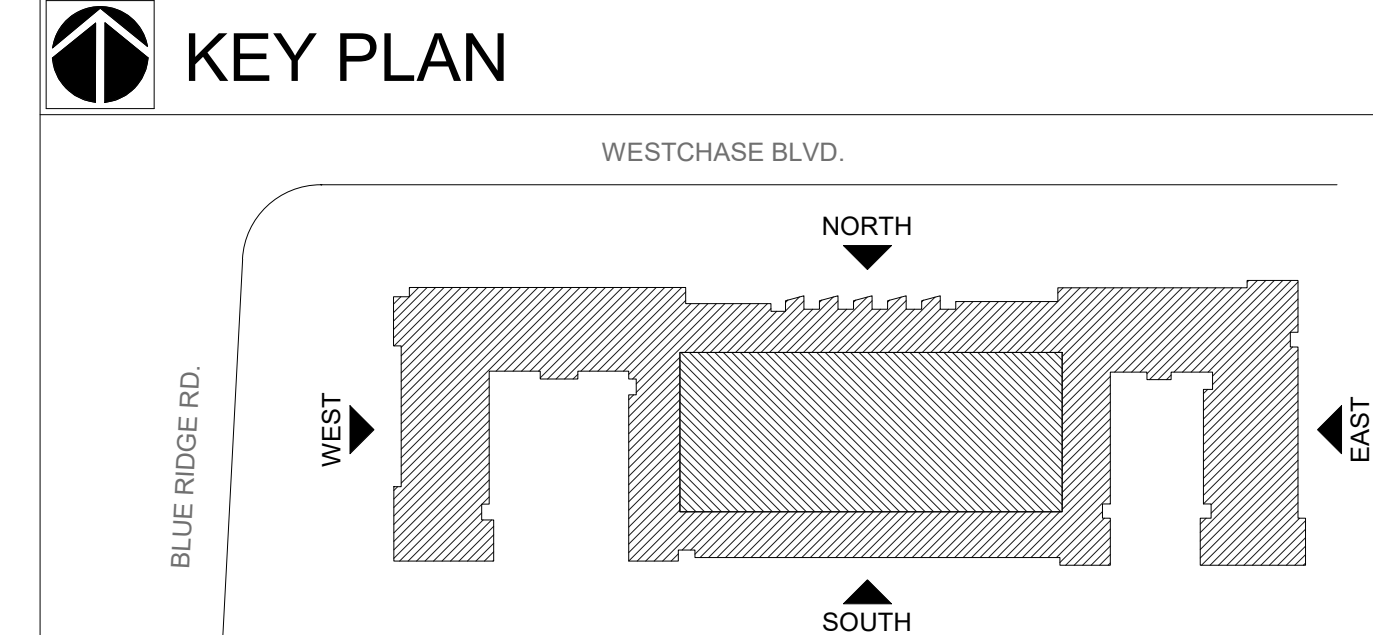 KEY PLAN
WESTCHASE BLVD.
NORTH
BLUE RIDGE RD.
WEST
EAST
SOUTH